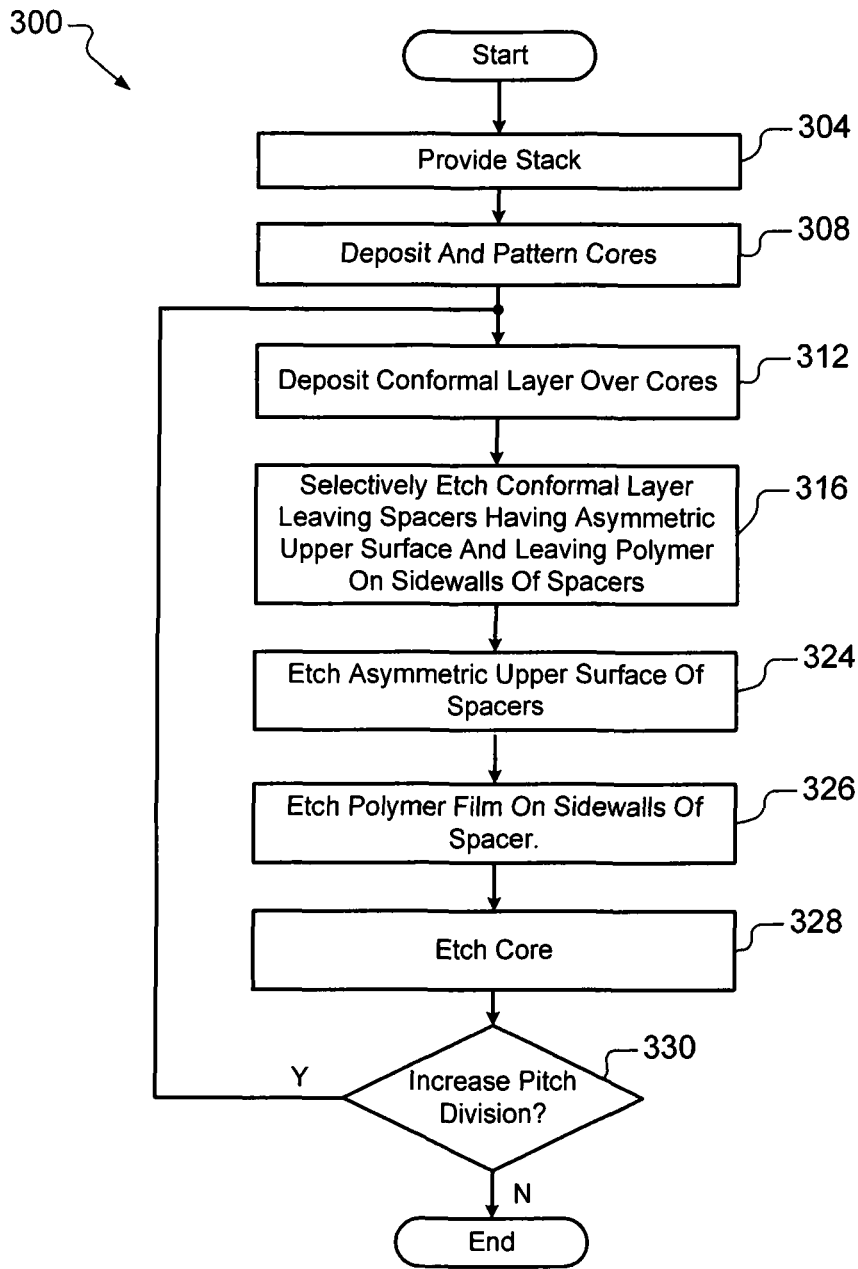 300
Start
304
Provide Stack
308
Deposit And Pattern Cores
312
Deposit Conformal Layer Over Cores
316
Selectively Etch Conformal Layer
Leaving Spacers Having Asymmetric
Upper Surface And Leaving Polymer
On Sidewalls Of Spacers
324
Etch Asymmetric Upper Surface Of
Spacers
326
Etch Polymer Film On Sidewalls Of
Spacer.
328
Etch Core
330
Y
Increase Pitch
Division?
N
End